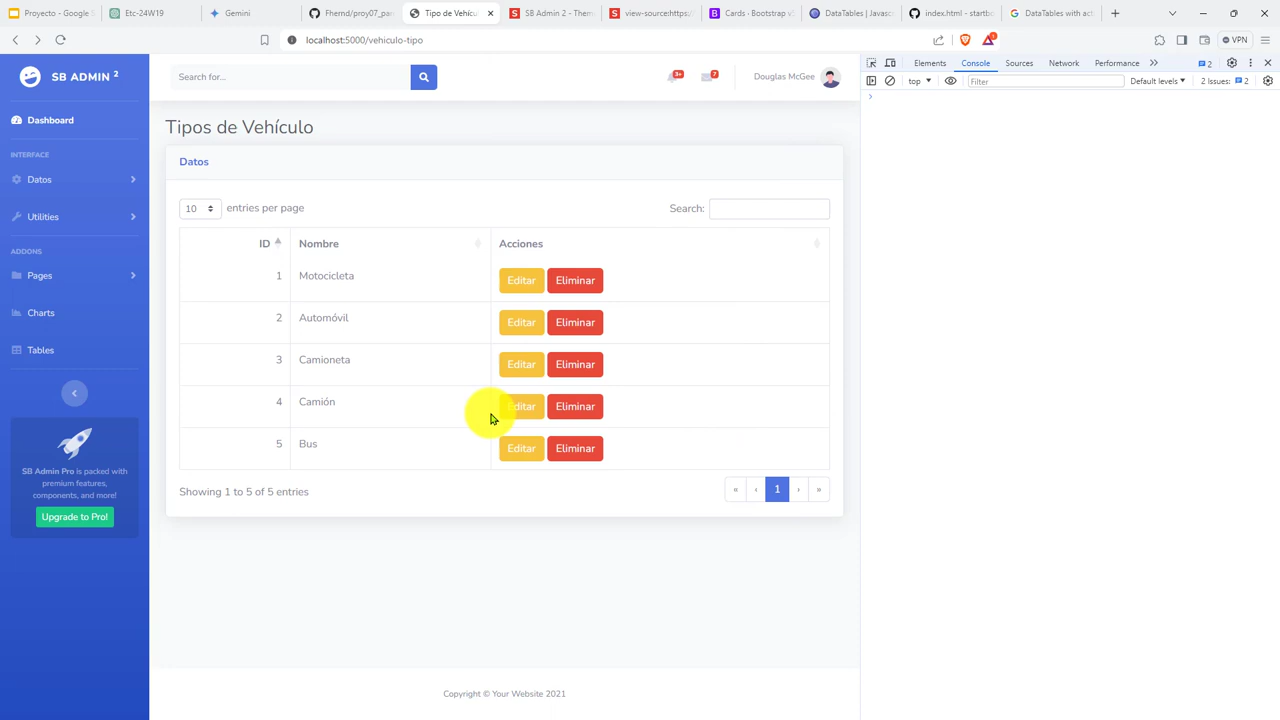 Proyecto - Google S
Etc-24W19
Gemini
Fhernd/proy07_pa
Tipo de Vehícu
SB Admin 2 - Them
view-source:https:/
Cards · Bootstrap v5
DataTables | Javasc
index.html - startbo
DataTables with act
localhost:5000/vehiculo-tipo
VPN
SB ADMIN 2
Search for...
3+
7
Douglas McGee
Elements
Console
Sources
Network
Performance
2
top
Filter
Default levels
2 Issues:
2
Dashboard
INTERFACE
Datos
Utilities
ADDONS
Pages
Charts
Tables
SB Admin Pro is packed with
premium features,
components, and more!
Upgrade to Pro!
Tipos de Vehículo
Datos
10 entries per page
Search:
ID Nombre Acciones
1 Motocicleta Editar Eliminar
2 Automóvil Editar Eliminar
3 Camioneta Editar Eliminar
4 Camión Editar Eliminar
5 Bus Editar Eliminar
Showing 1 to 5 of 5 entries
« ‹ 1 › »
Copyright © Your Website 2021